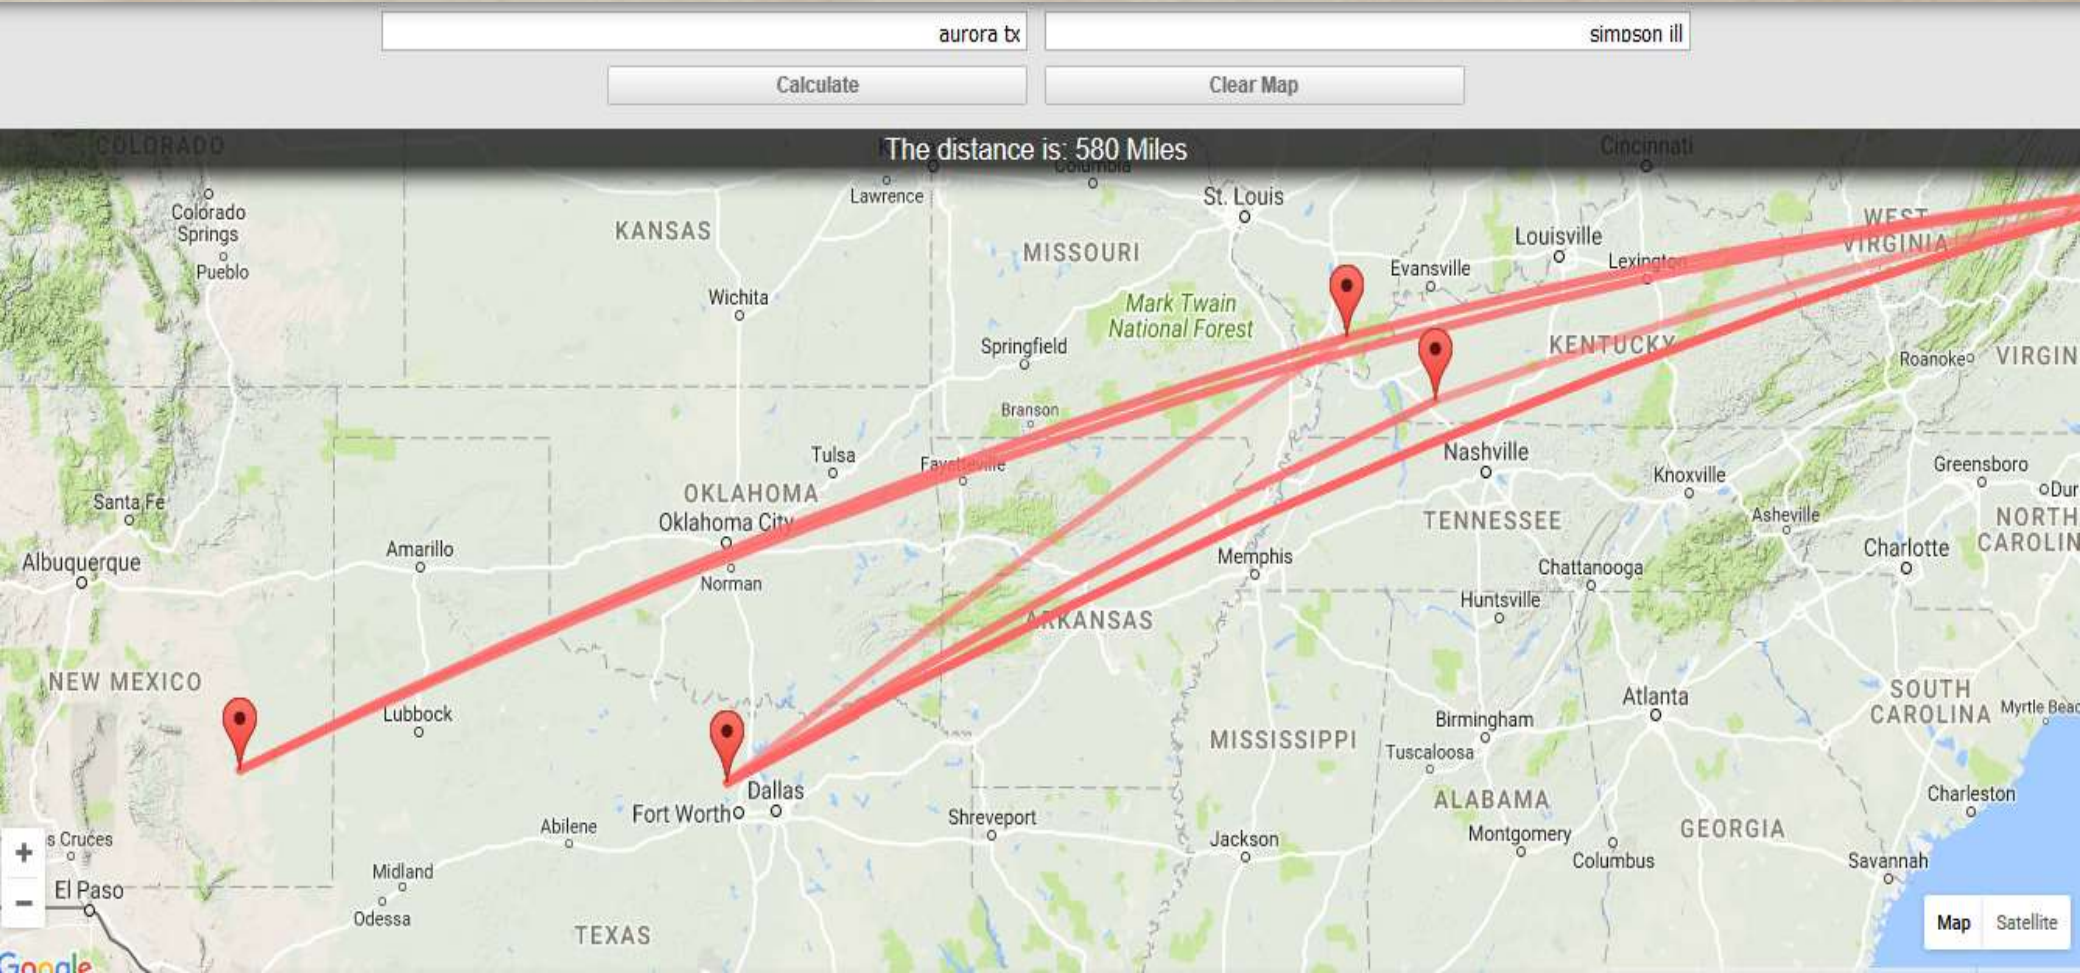 aurora tx
simpson ill
Calculate
Clear Map
The distance is: 580 Miles
COLORADO
Columbia
Cincinnati
Lawrence
St. Louis
Colorado
Springs
KANSAS
WEST
VIRGINIA
Louisville
MISSOURI
Pueblo
Evansville
Lexington
Wichita
Mark Twain
National Forest
Springfield
KENTUCKY
Roanoke
VIRGIN
Branson
Tulsa
Nashville
Fayetteville
Knoxville
Greensboro
Dur
OKLAHOMA
Santa Fe
Oklahoma City
TENNESSEE
Asheville
NORTH
CAROLIN
Amarillo
Albuquerque
Memphis
Charlotte
Chattanooga
Norman
Huntsville
ARKANSAS
NEW MEXICO
Atlanta
SOUTH
CAROLINA
Lubbock
Myrtle Beac
Birmingham
MISSISSIPPI
Tuscaloosa
Dallas
Fort Worth
ALABAMA
Charleston
Abilene
Shreveport
GEORGIA
Montgomery
s Cruces
Jackson
Columbus
Savannah
Midland
El Paso
Odessa
TEXAS
Map
Satellite
Google